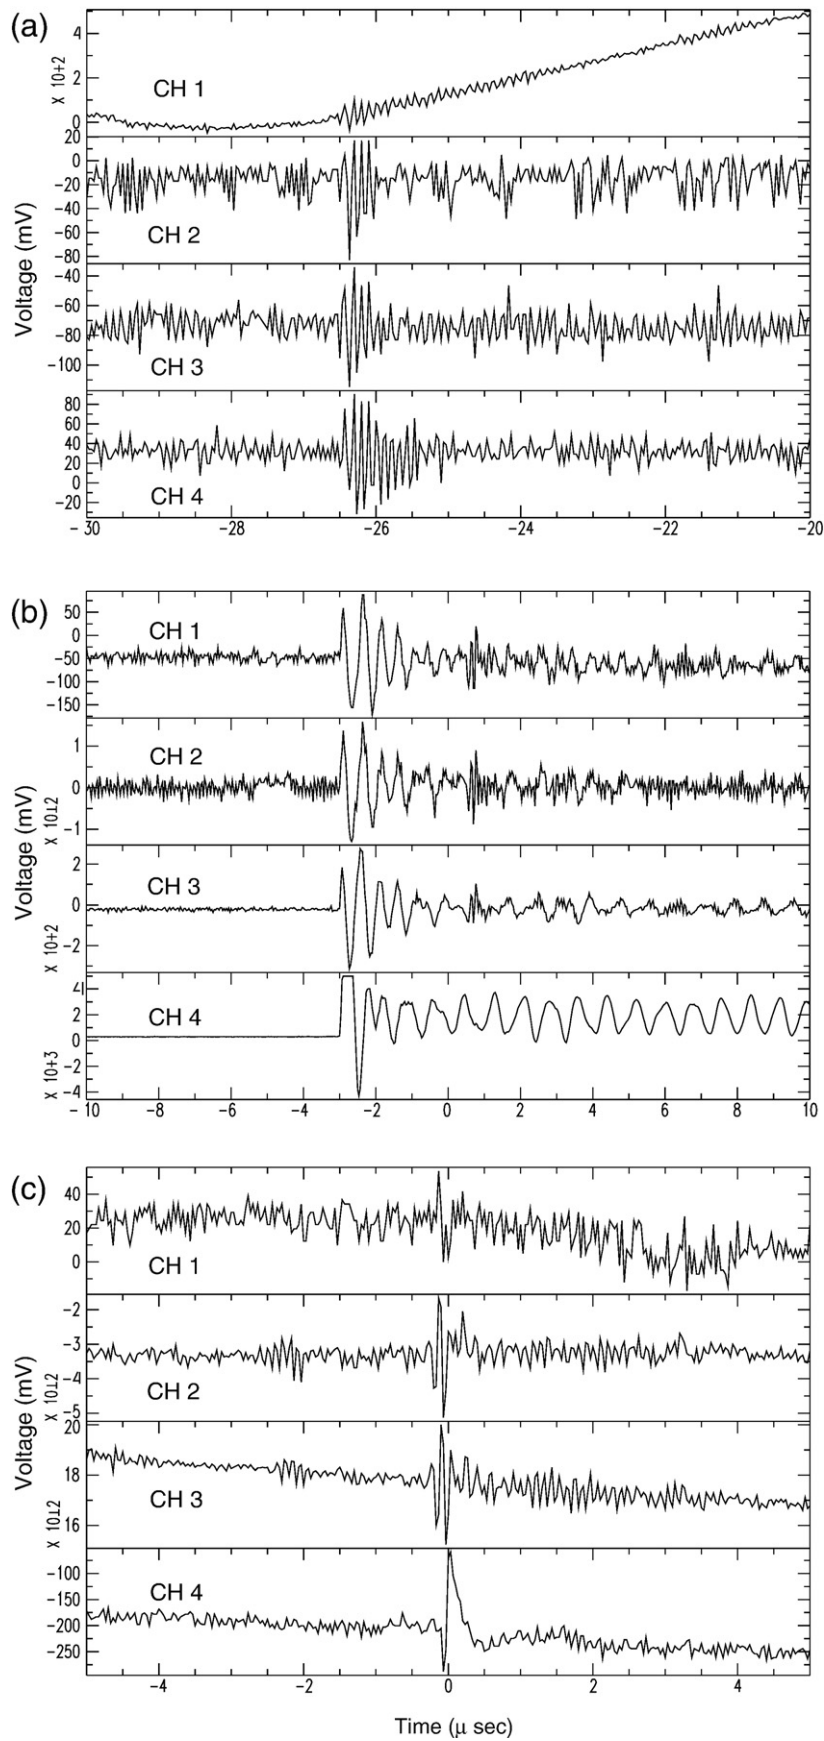 (a)
4
2
0
X 10+2
CH 1
20
0
-20
-40
-60
-80
CH 2
Voltage (mV)
-40
-60
-80
-100
CH 3
80
60
40
20
0
-20
CH 4
-30 -28 -26 -24 -22 -20
(b)
50
0
-50
-100
-150
CH 1
1
0
-1
X 10⊥2
CH 2
Voltage (mV)
2
0
-2
X 10+2
CH 3
4
2
0
-2
-4
X 10+3
CH 4
-10 -8 -6 -4 -2 0 2 4 6 8 10
(c)
40
20
0
CH 1
-2
-3
-4
-5
X 10⊥2
CH 2
Voltage (mV)
20
18
16
X 10⊥2
CH 3
-100
-150
-200
-250
CH 4
-4 -2 0 2 4
Time (μ sec)